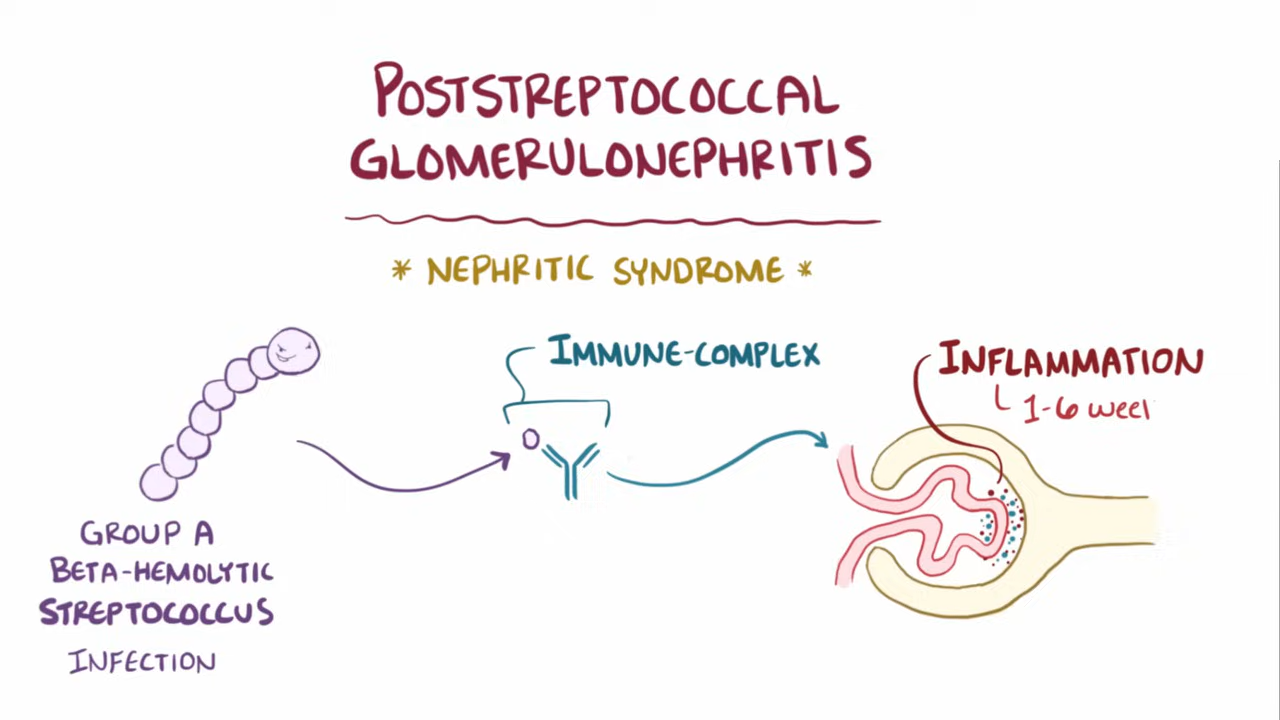 POSTSTREPTOCOCCAL
GLOMERULONEPHRITIS
* NEPHRITIC SYNDROME *
IMMUNE-COMPLEX
INFLAMMATION
1-6 weel
GROUP A
BETA-HEMOLYTIC
STREPTOCOCCUS
INFECTION